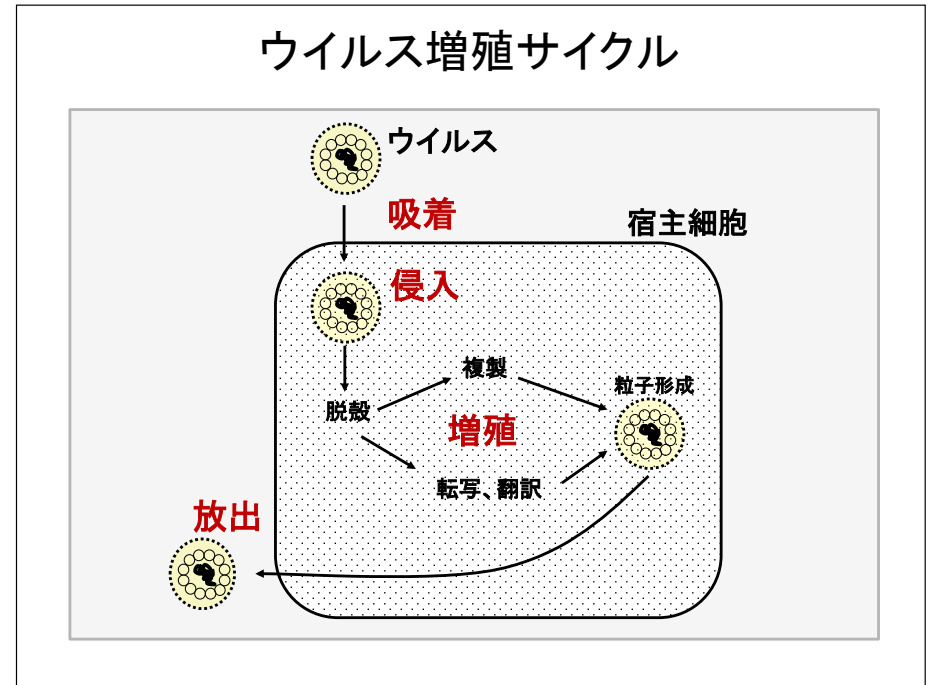 ウイルス増殖サイクル
ウイルス
吸着
宿主細胞
侵入
複製
粒子形成
脱殻
増殖
転写、翻訳
放出